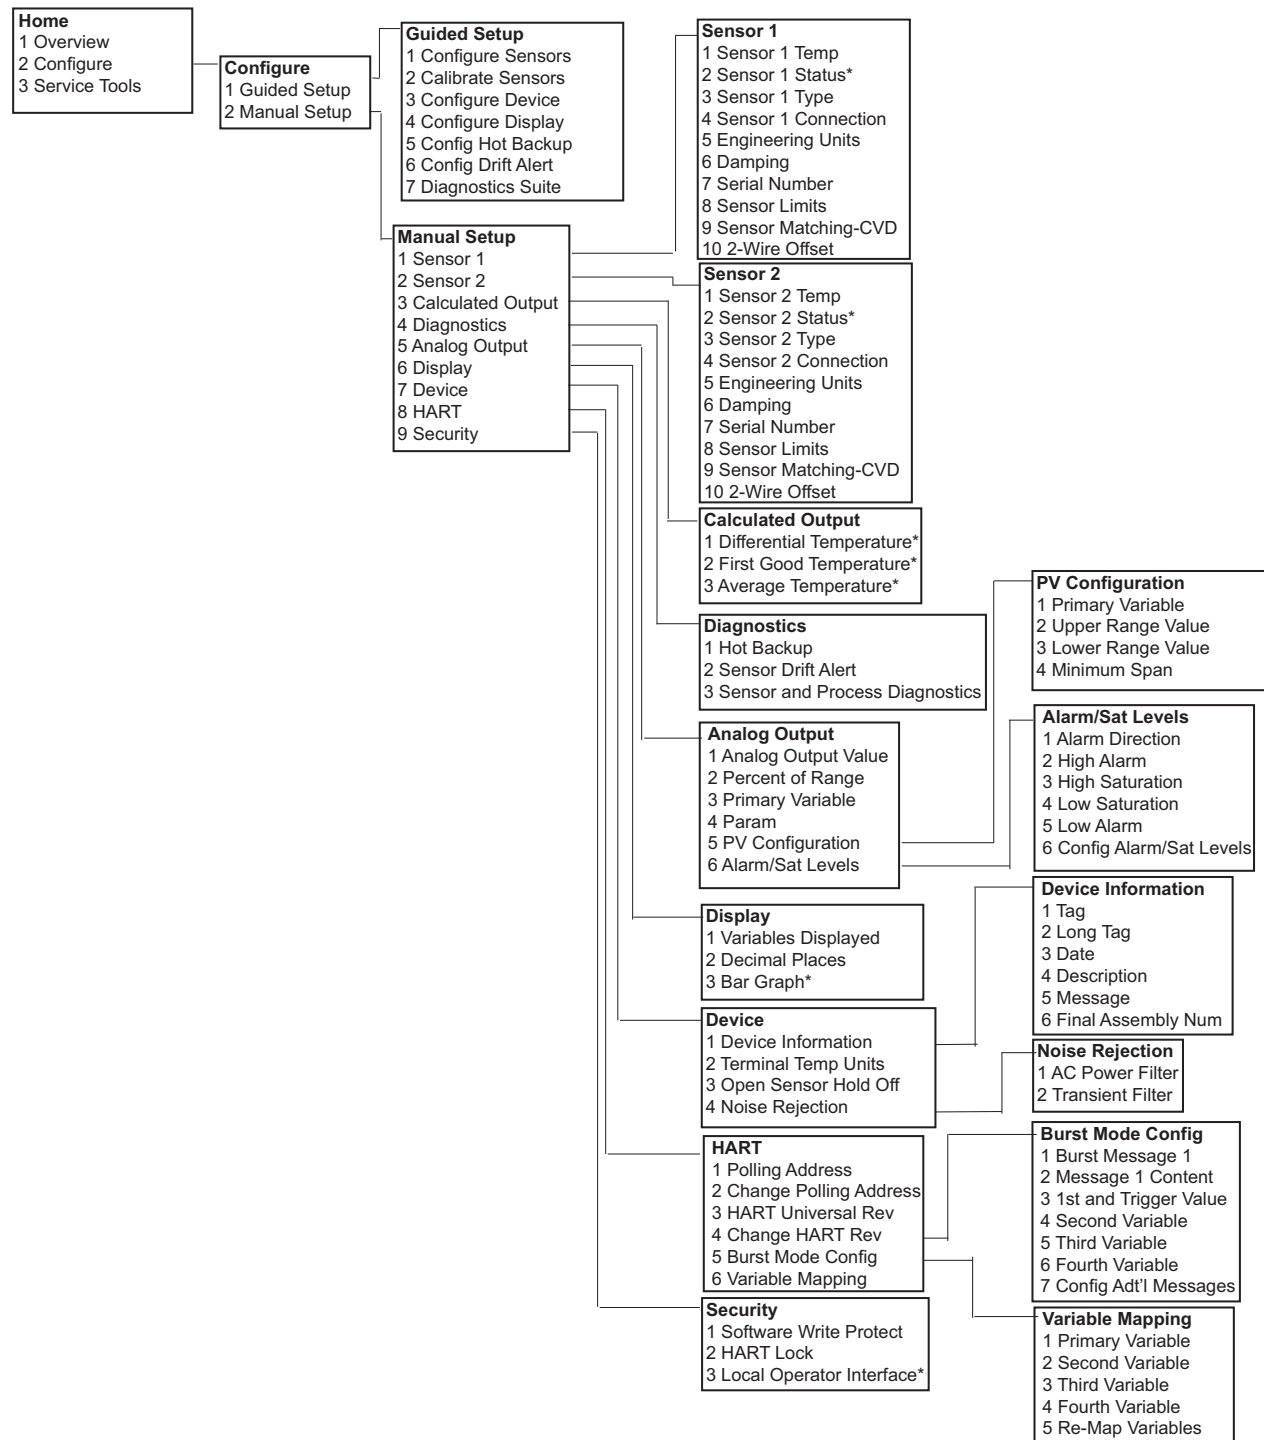 Home
1 Overview
2 Configure
3 Service Tools
Configure
1 Guided Setup
2 Manual Setup
Guided Setup
1 Configure Sensors
2 Calibrate Sensors
3 Configure Device
4 Configure Display
5 Config Hot Backup
6 Config Drift Alert
7 Diagnostics Suite
Manual Setup
1 Sensor 1
2 Sensor 2
3 Calculated Output
4 Diagnostics
5 Analog Output
6 Display
7 Device
8 HART
9 Security
Sensor 1
1 Sensor 1 Temp
2 Sensor 1 Status*
3 Sensor 1 Type
4 Sensor 1 Connection
5 Engineering Units
6 Damping
7 Serial Number
8 Sensor Limits
9 Sensor Matching-CVD
10 2-Wire Offset
Sensor 2
1 Sensor 2 Temp
2 Sensor 2 Status*
3 Sensor 2 Type
4 Sensor 2 Connection
5 Engineering Units
6 Damping
7 Serial Number
8 Sensor Limits
9 Sensor Matching-CVD
10 2-Wire Offset
Calculated Output
1 Differential Temperature*
2 First Good Temperature*
3 Average Temperature*
Diagnostics
1 Hot Backup
2 Sensor Drift Alert
3 Sensor and Process Diagnostics
Analog Output
1 Analog Output Value
2 Percent of Range
3 Primary Variable
4 Param
5 PV Configuration
6 Alarm/Sat Levels
Display
1 Variables Displayed
2 Decimal Places
3 Bar Graph*
Device
1 Device Information
2 Terminal Temp Units
3 Open Sensor Hold Off
4 Noise Rejection
HART
1 Polling Address
2 Change Polling Address
3 HART Universal Rev
4 Change HART Rev
5 Burst Mode Config
6 Variable Mapping
Security
1 Software Write Protect
2 HART Lock
3 Local Operator Interface*
PV Configuration
1 Primary Variable
2 Upper Range Value
3 Lower Range Value
4 Minimum Span
Alarm/Sat Levels
1 Alarm Direction
2 High Alarm
3 High Saturation
4 Low Saturation
5 Low Alarm
6 Config Alarm/Sat Levels
Device Information
1 Tag
2 Long Tag
3 Date
4 Description
5 Message
6 Final Assembly Num
Noise Rejection
1 AC Power Filter
2 Transient Filter
Burst Mode Config
1 Burst Message 1
2 Message 1 Content
3 1st and Trigger Value
4 Second Variable
5 Third Variable
6 Fourth Variable
7 Config Adt'l Messages
Variable Mapping
1 Primary Variable
2 Second Variable
3 Third Variable
4 Fourth Variable
5 Re-Map Variables